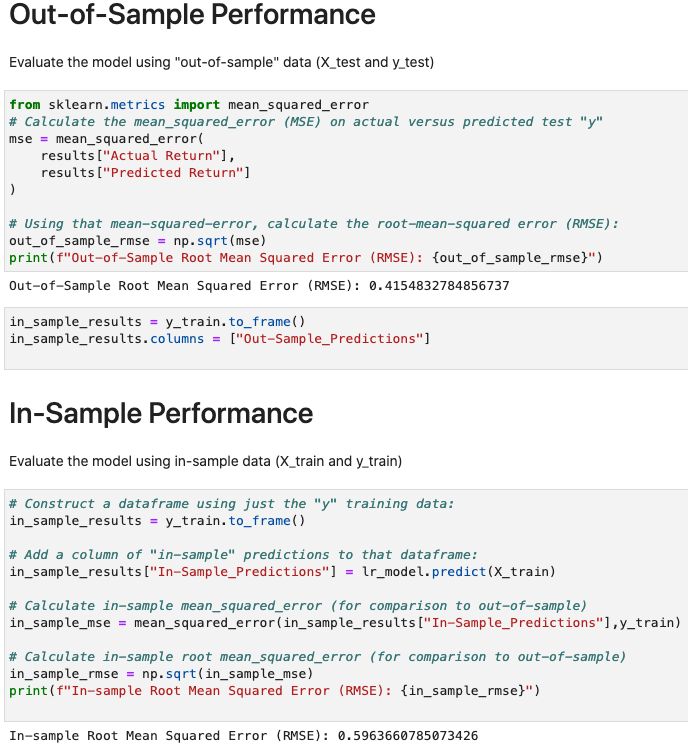 Out-of-Sample Performance
Evaluate the model using "out-of-sample" data (X_test and y_test)
from sklearn.metrics import mean_squared_error
# Calculate the mean_squared_error (MSE) on actual versus predicted test "y"
mse = mean_squared_error(
    results["Actual Return"],
    results["Predicted Return"]
)
# Using that mean-squared-error, calculate the root-mean-squared error (RMSE):
out_of_sample_rmse = np.sqrt(mse)
print(f"Out-of-Sample Root Mean Squared Error (RMSE): {out_of_sample_rmse}")
Out-of-Sample Root Mean Squared Error (RMSE): 0.4154832784856737
in_sample_results = y_train.to_frame()
in_sample_results.columns = ["Out-Sample_Predictions"]
In-Sample Performance
Evaluate the model using in-sample data (X_train and y_train)
# Construct a dataframe using just the "y" training data:
in_sample_results = y_train.to_frame()
# Add a column of "in-sample" predictions to that dataframe:
in_sample_results["In-Sample_Predictions"] = lr_model.predict(X_train)
# Calculate in-sample mean_squared_error (for comparison to out-of-sample)
in_sample_mse = mean_squared_error(in_sample_results["In-Sample_Predictions"],y_train)
# Calculate in-sample root mean_squared_error (for comparison to out-of-sample)
in_sample_rmse = np.sqrt(in_sample_mse)
print(f"In-sample Root Mean Squared Error (RMSE): {in_sample_rmse}")
In-sample Root Mean Squared Error (RMSE): 0.5963660785073426